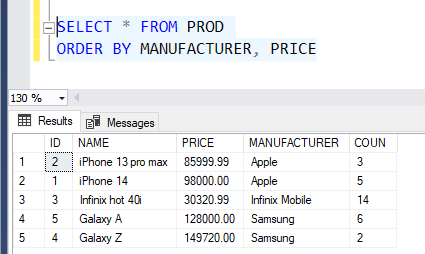 SELECT * FROM PROD
ORDER BY MANUFACTURER, PRICE
130 %
Results Messages
ID NAME PRICE MANUFACTURER COUN
1 2 iPhone 13 pro max 85999.99 Apple 3
2 1 iPhone 14 98000.00 Apple 5
3 3 Infinix hot 40i 30320.99 Infinix Mobile 14
4 5 Galaxy A 128000.00 Samsung 6
5 4 Galaxy Z 149720.00 Samsung 2